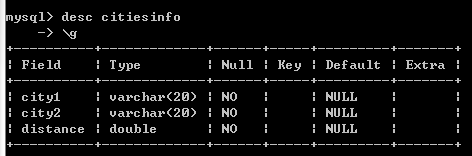 mysql> desc citiesinfo
    -> \g
+----------+-------------+------+-----+---------+-------+
| Field    | Type        | Null | Key | Default | Extra |
+----------+-------------+------+-----+---------+-------+
| city1    | varchar(20) | NO   |     | NULL    |       |
| city2    | varchar(20) | NO   |     | NULL    |       |
| distance | double      | NO   |     | NULL    |       |
+----------+-------------+------+-----+---------+-------+